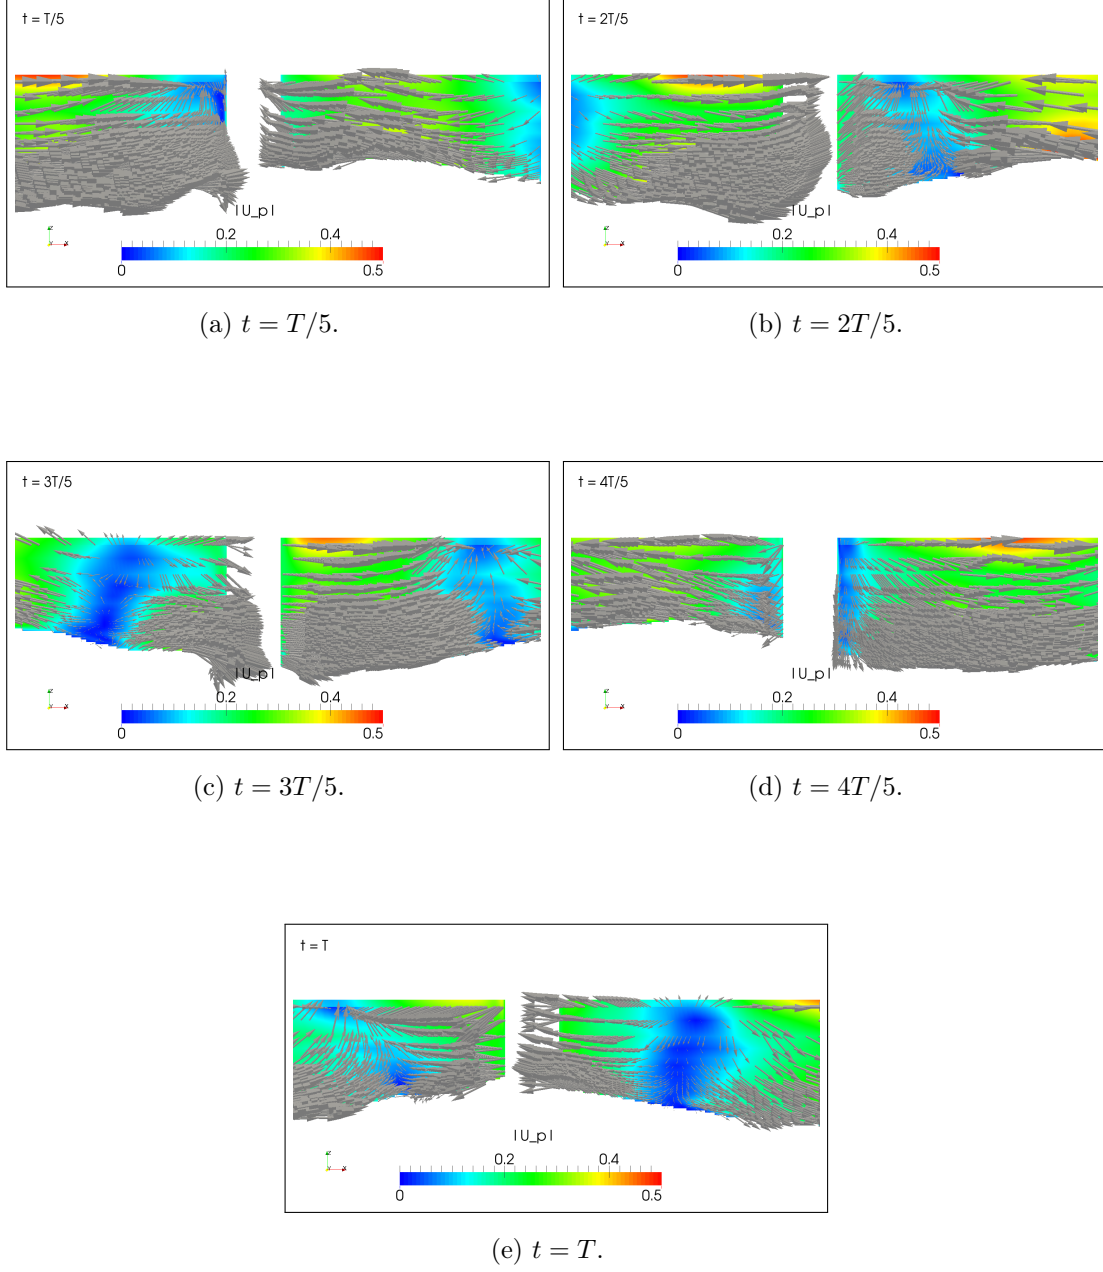 t = T/5
|U_p|
0.2 0.4
0 0.5
(a) t = T/5.
t = 2T/5
|U_p|
0.2 0.4
0 0.5
(b) t = 2T/5.
t = 3T/5
|U_p|
0.2 0.4
0 0.5
(c) t = 3T/5.
t = 4T/5
|U_p|
0.2 0.4
0 0.5
(d) t = 4T/5.
t = T
|U_p|
0.2 0.4
0 0.5
(e) t = T.